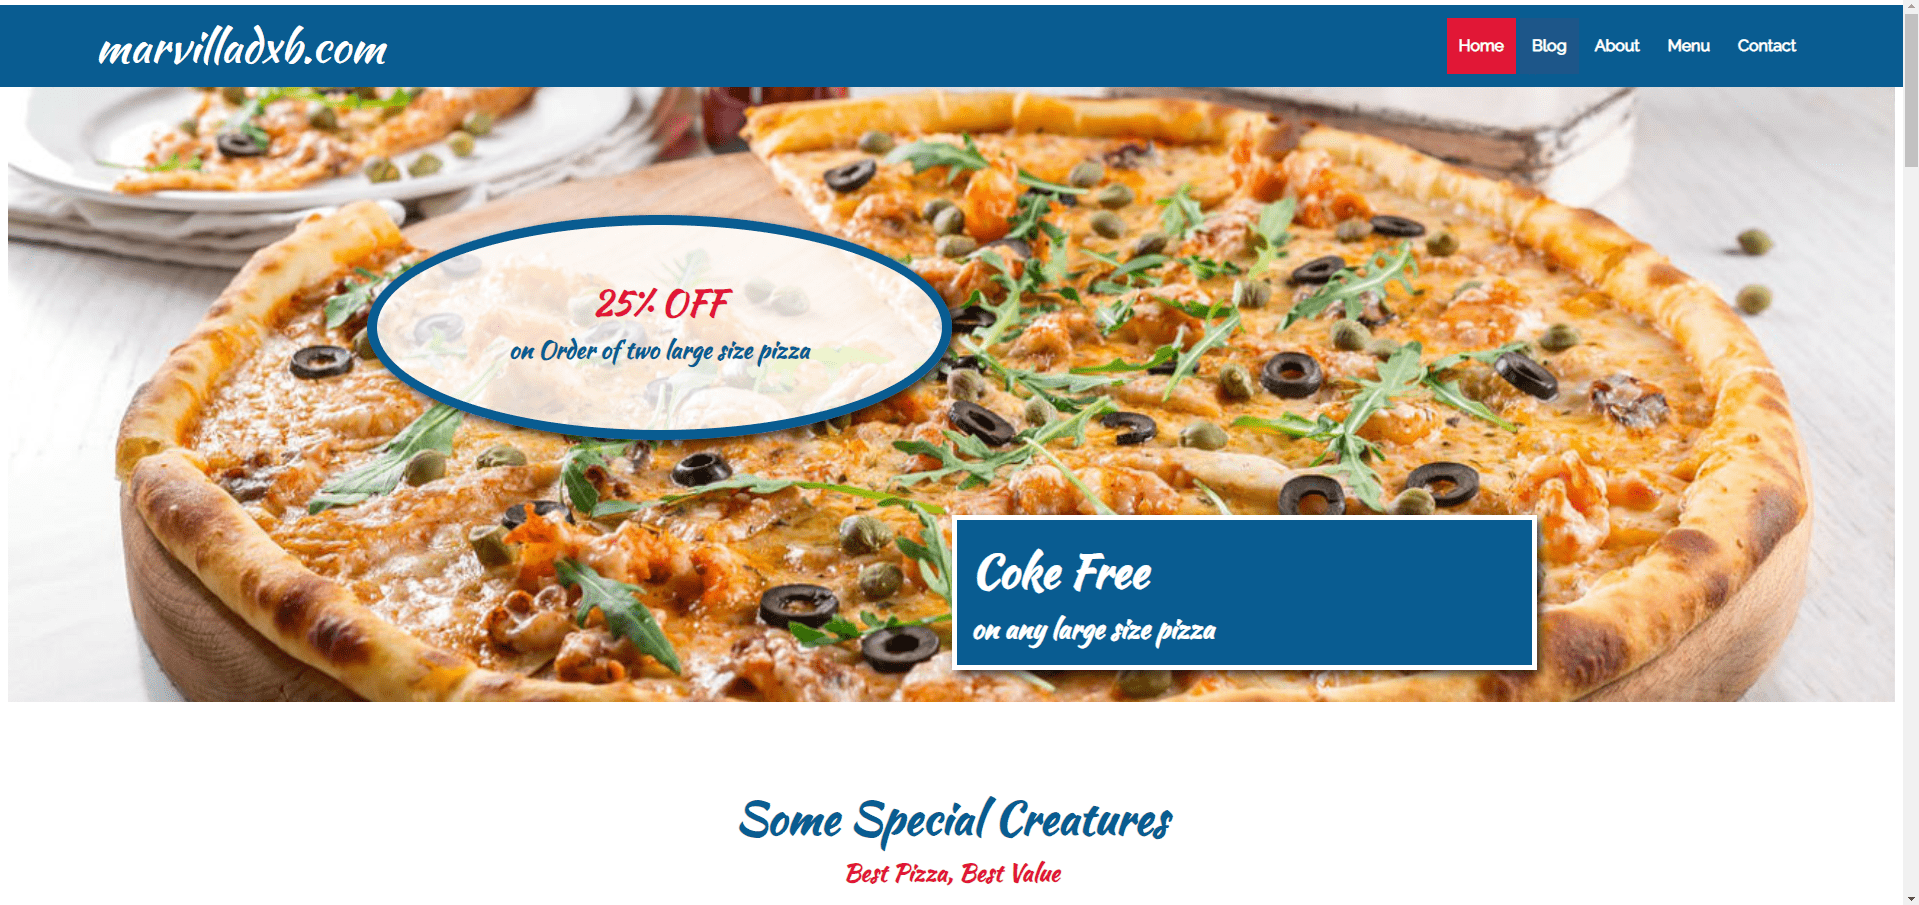 marvilladxb.com
Home Blog About Menu Contact
25% OFF
on Order of two large size pizza
Coke Free
on any large size pizza
Some Special Creatures
Best Pizza, Best Value